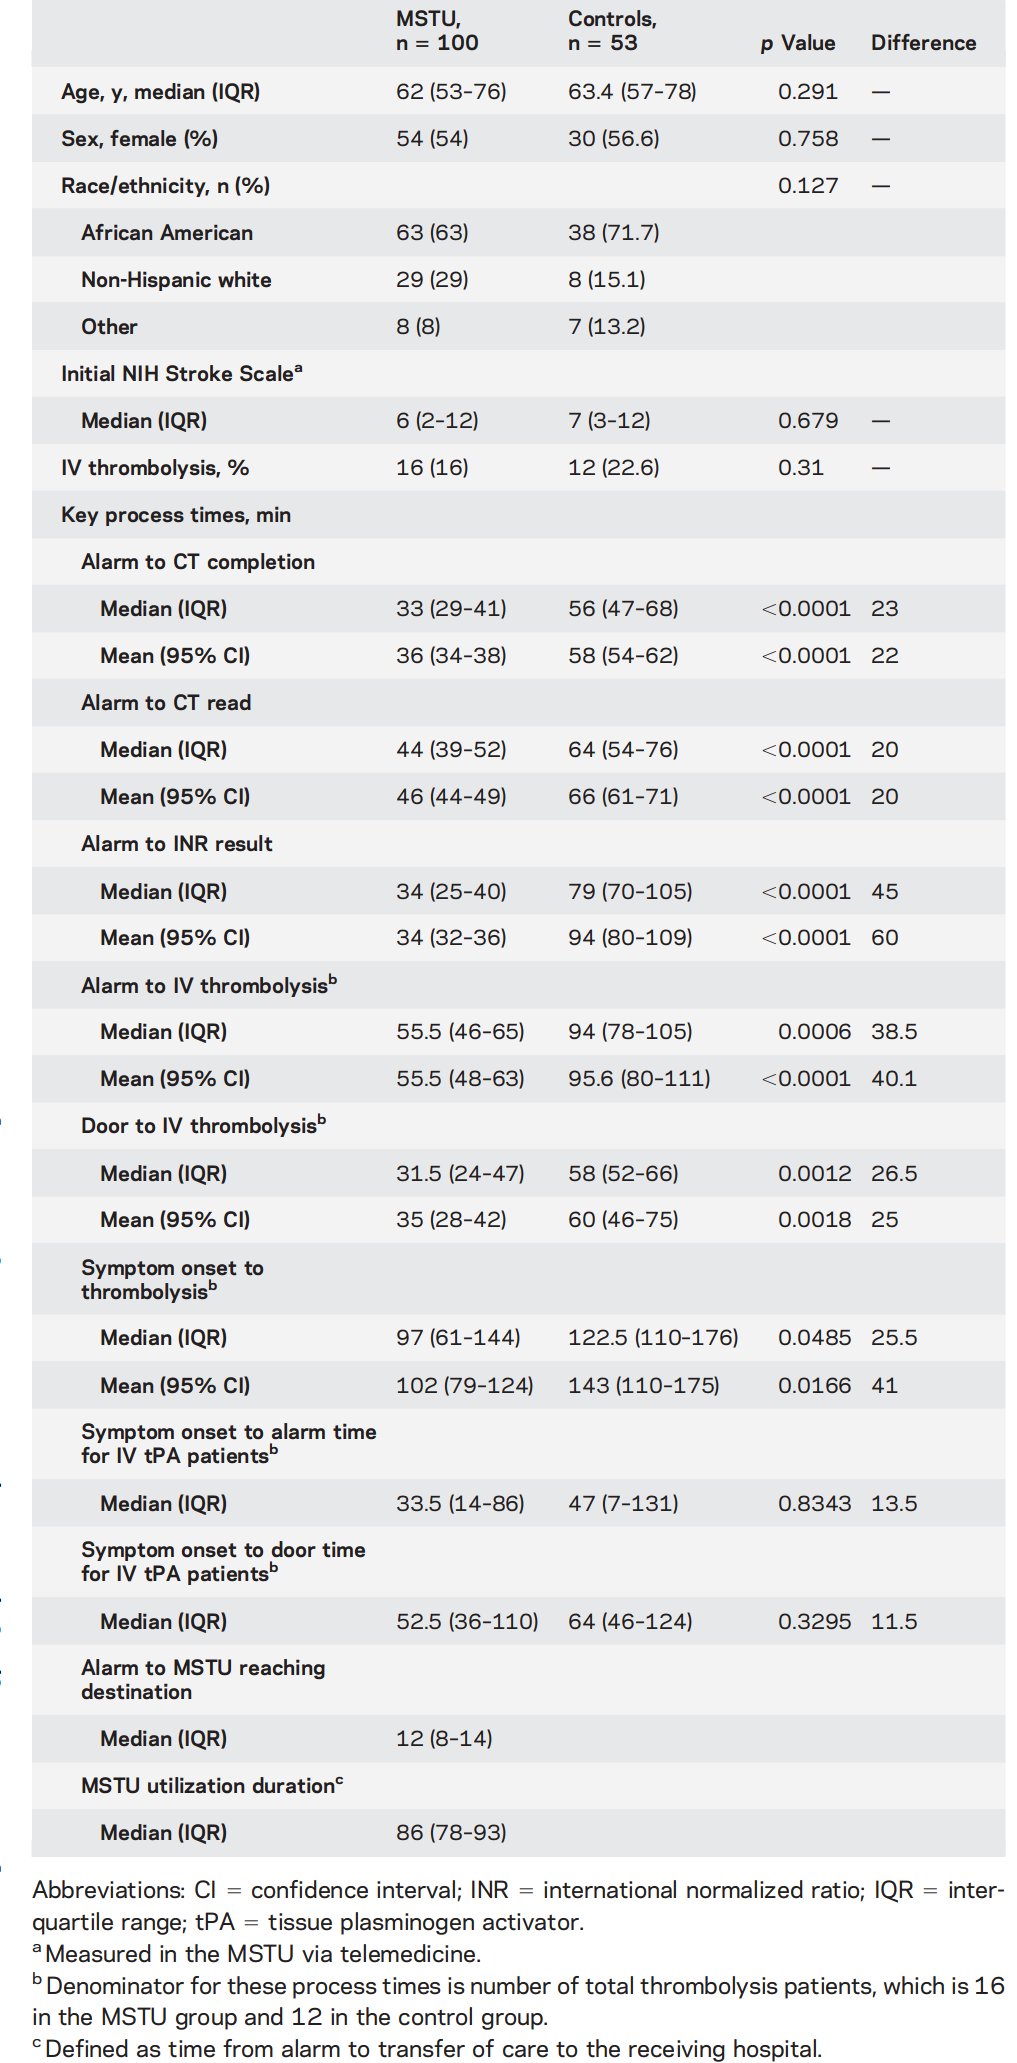 MSTU, Controls,
n = 100 n = 53 p Value Difference
Age, y, median (IQR) 62 (53–76) 63.4 (57–78) 0.291 —
Sex, female (%) 54 (54) 30 (56.6) 0.758 —
Race/ethnicity, n (%) 0.127 —
African American 63 (63) 38 (71.7)
Non-Hispanic white 29 (29) 8 (15.1)
Other 8 (8) 7 (13.2)
Initial NIH Stroke Scaleᵃ
Median (IQR) 6 (2–12) 7 (3–12) 0.679 —
IV thrombolysis, % 16 (16) 12 (22.6) 0.31 —
Key process times, min
Alarm to CT completion
Median (IQR) 33 (29–41) 56 (47–68) <0.0001 23
Mean (95% CI) 36 (34–38) 58 (54–62) <0.0001 22
Alarm to CT read
Median (IQR) 44 (39–52) 64 (54–76) <0.0001 20
Mean (95% CI) 46 (44–49) 66 (61–71) <0.0001 20
Alarm to INR result
Median (IQR) 34 (25–40) 79 (70–105) <0.0001 45
Mean (95% CI) 34 (32–36) 94 (80–109) <0.0001 60
Alarm to IV thrombolysisᵇ
Median (IQR) 55.5 (46–65) 94 (78–105) 0.0006 38.5
Mean (95% CI) 55.5 (48–63) 95.6 (80–111) <0.0001 40.1
Door to IV thrombolysisᵇ
Median (IQR) 31.5 (24–47) 58 (52–66) 0.0012 26.5
Mean (95% CI) 35 (28–42) 60 (46–75) 0.0018 25
Symptom onset to
thrombolysisᵇ
Median (IQR) 97 (61–144) 122.5 (110–176) 0.0485 25.5
Mean (95% CI) 102 (79–124) 143 (110–175) 0.0166 41
Symptom onset to alarm time
for IV tPA patientsᵇ
Median (IQR) 33.5 (14–86) 47 (7–131) 0.8343 13.5
Symptom onset to door time
for IV tPA patientsᵇ
Median (IQR) 52.5 (36–110) 64 (46–124) 0.3295 11.5
Alarm to MSTU reaching
destination
Median (IQR) 12 (8–14)
MSTU utilization durationᶜ
Median (IQR) 86 (78–93)
Abbreviations: CI = confidence interval; INR = international normalized ratio; IQR = inter-
quartile range; tPA = tissue plasminogen activator.
ᵃ Measured in the MSTU via telemedicine.
ᵇ Denominator for these process times is number of total thrombolysis patients, which is 16
in the MSTU group and 12 in the control group.
ᶜ Defined as time from alarm to transfer of care to the receiving hospital.